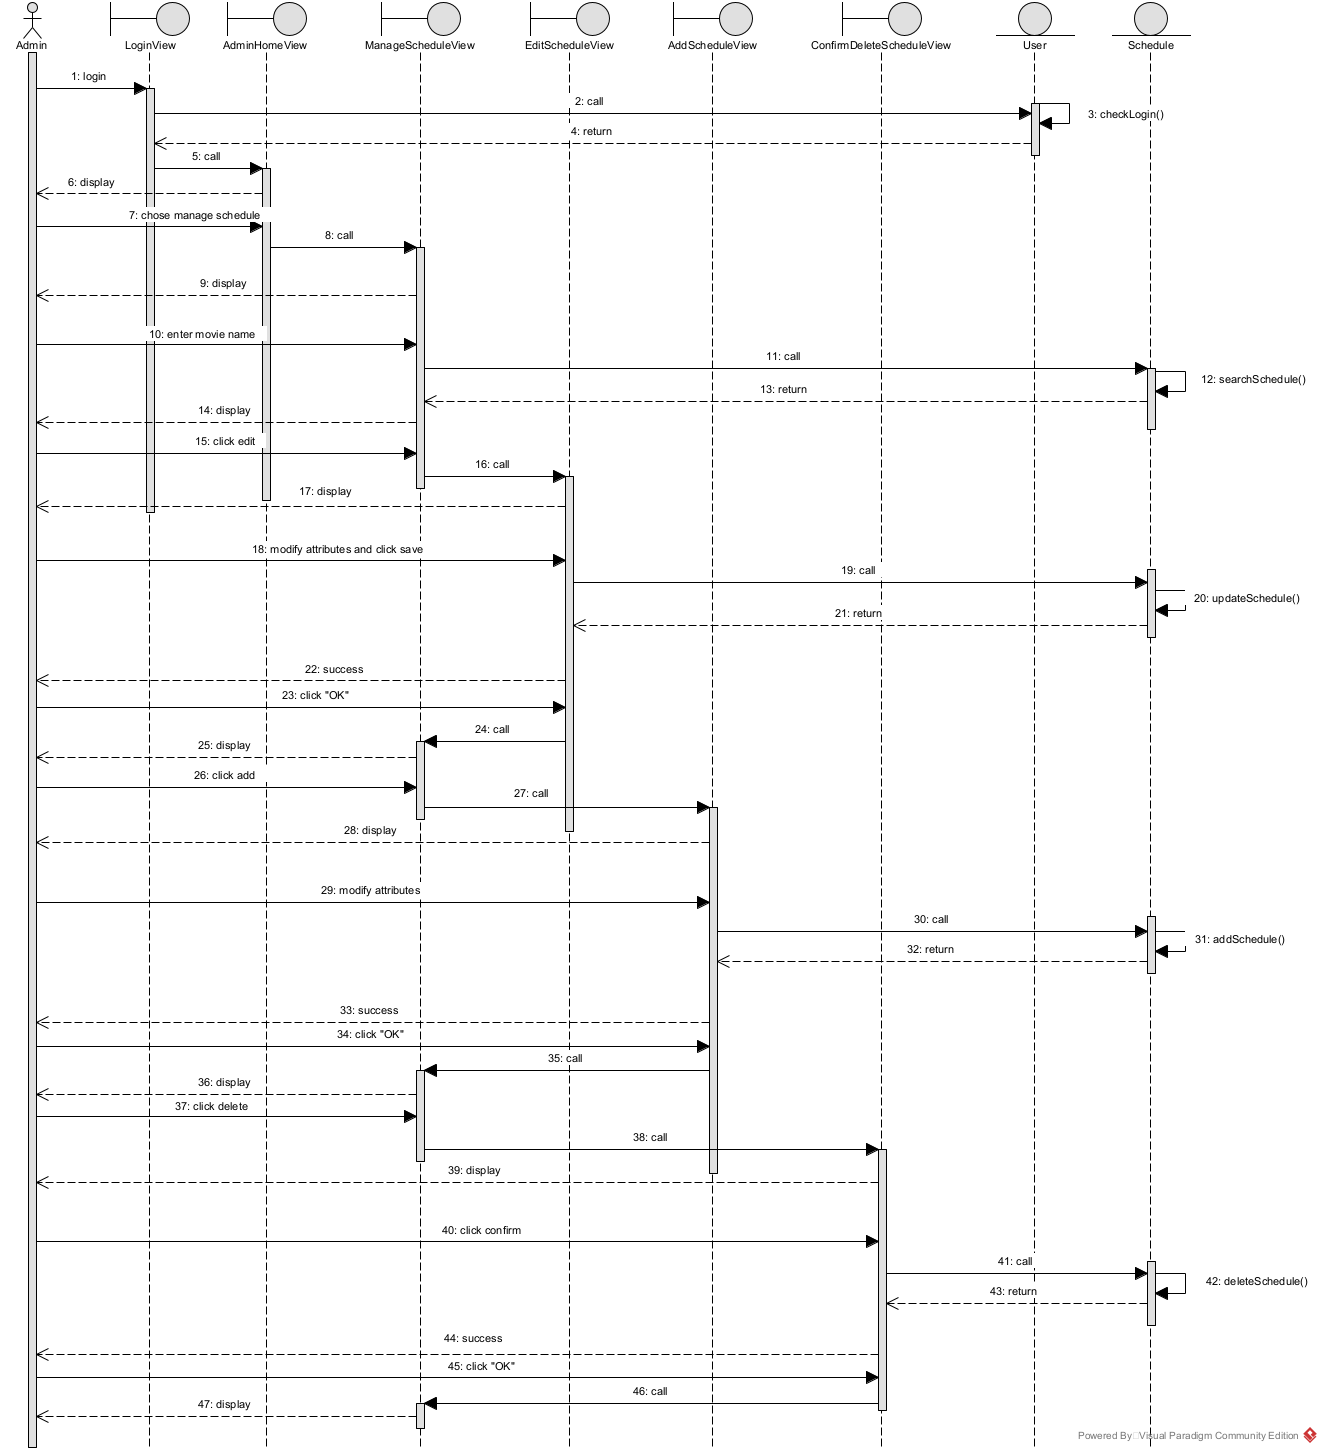 Admin
LoginView
AdminHomeView
ManageScheduleView
EditScheduleView
AddScheduleView
ConfirmDeleteScheduleView
User
Schedule
1: login
2: call
3: checkLogin()
4: return
5: call
6: display
7: chose manage schedule
8: call
9: display
10: enter movie name
11: call
12: searchSchedule()
13: return
14: display
15: click edit
16: call
17: display
18: modify attributes and click save
19: call
20: updateSchedule()
21: return
22: success
23: click "OK"
24: call
25: display
26: click add
27: call
28: display
29: modify attributes
30: call
31: addSchedule()
32: return
33: success
34: click "OK"
35: call
36: display
37: click delete
38: call
39: display
40: click confirm
41: call
42: deleteSchedule()
43: return
44: success
45: click "OK"
46: call
47: display
Powered By Visual Paradigm Community Edition